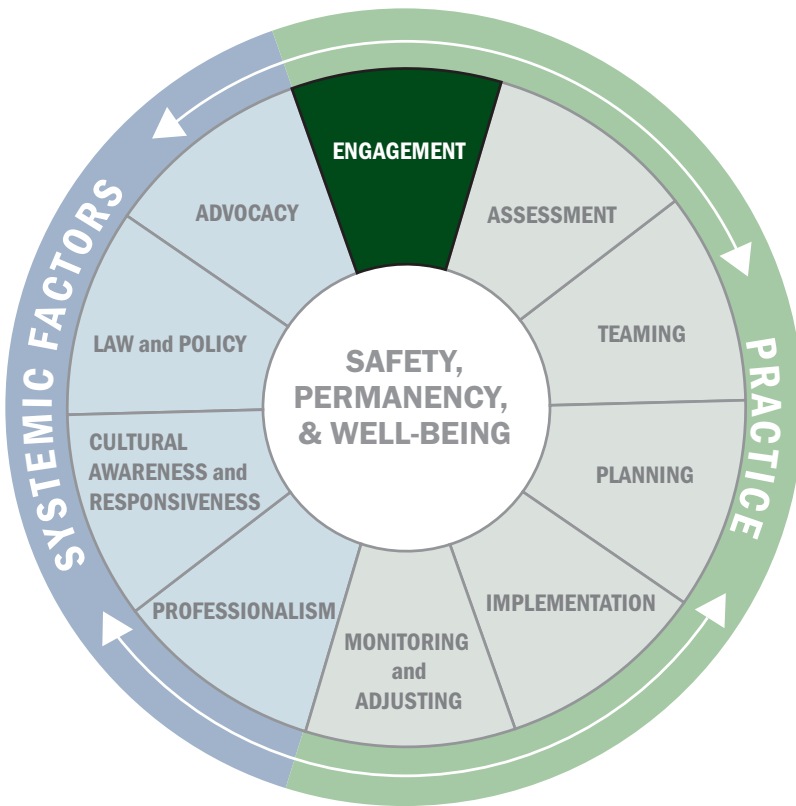 ENGAGEMENT
ASSESSMENT
TEAMING
PLANNING
IMPLEMENTATION
MONITORING
and
ADJUSTING
PROFESSIONALISM
CULTURAL
AWARENESS and
RESPONSIVENESS
LAW and POLICY
ADVOCACY
SAFETY,
PERMANENCY,
& WELL-BEING
SYSTEMIC FACTORS
PRACTICE